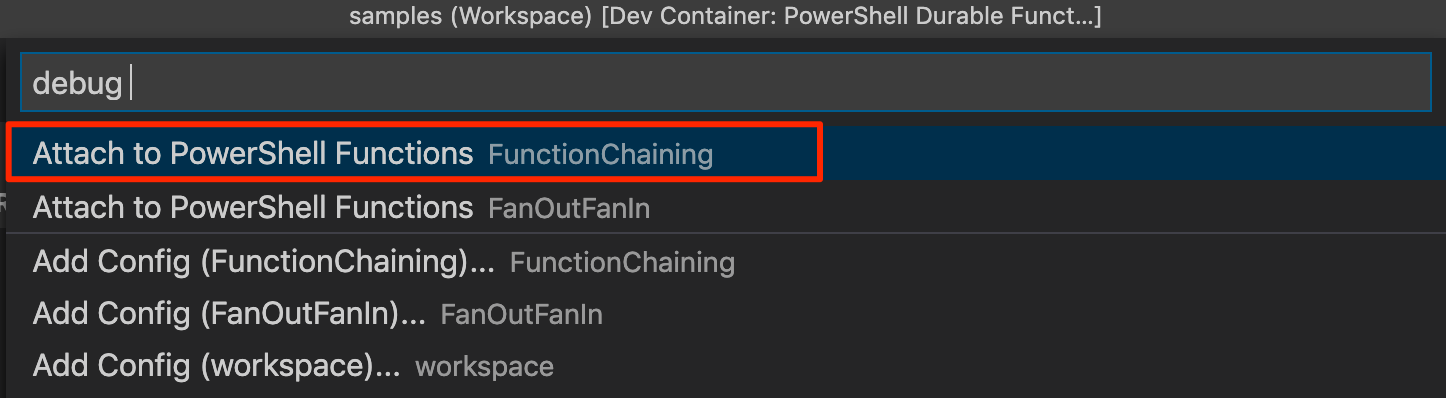 samples (Workspace) [Dev Container: PowerShell Durable Funct...]
debug
Attach to PowerShell Functions FunctionChaining
Attach to PowerShell Functions FanOutFanIn
Add Config (FunctionChaining)... FunctionChaining
Add Config (FanOutFanIn)... FanOutFanIn
Add Config (workspace)... workspace